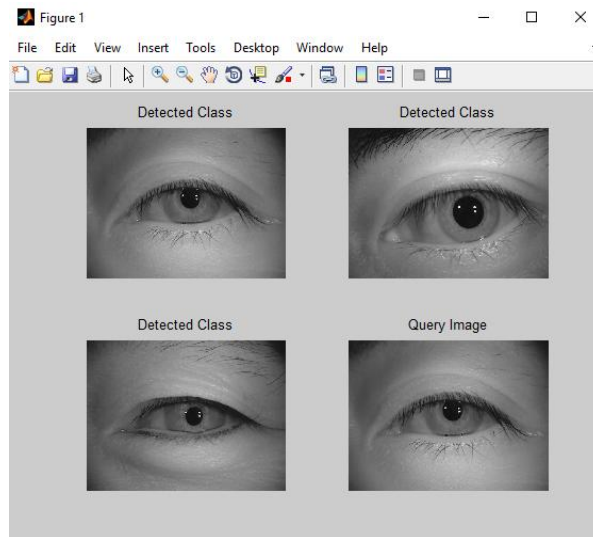 Figure 1
File Edit View Insert Tools Desktop Window Help
Detected Class Detected Class
Detected Class Query Image